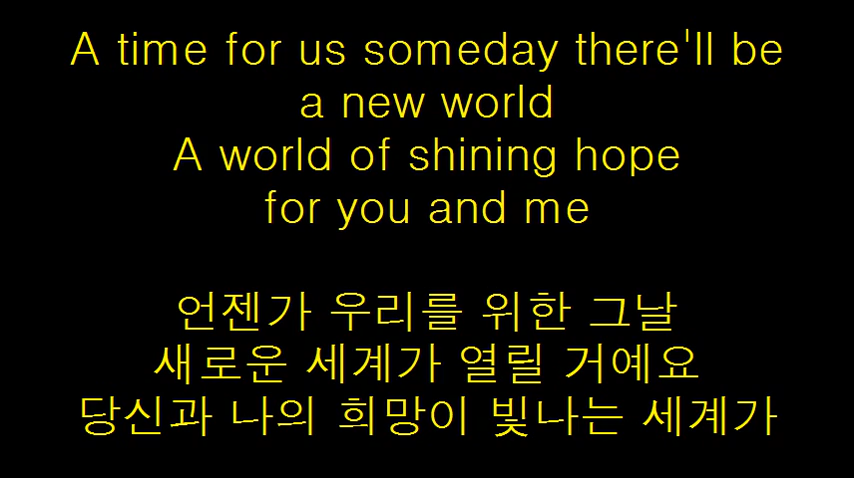 A time for us someday there'll be
a new world
A world of shining hope
for you and me
언젠가 우리를 위한 그날
새로운 세계가 열릴 거예요
당신과 나의 희망이 빛나는 세계가